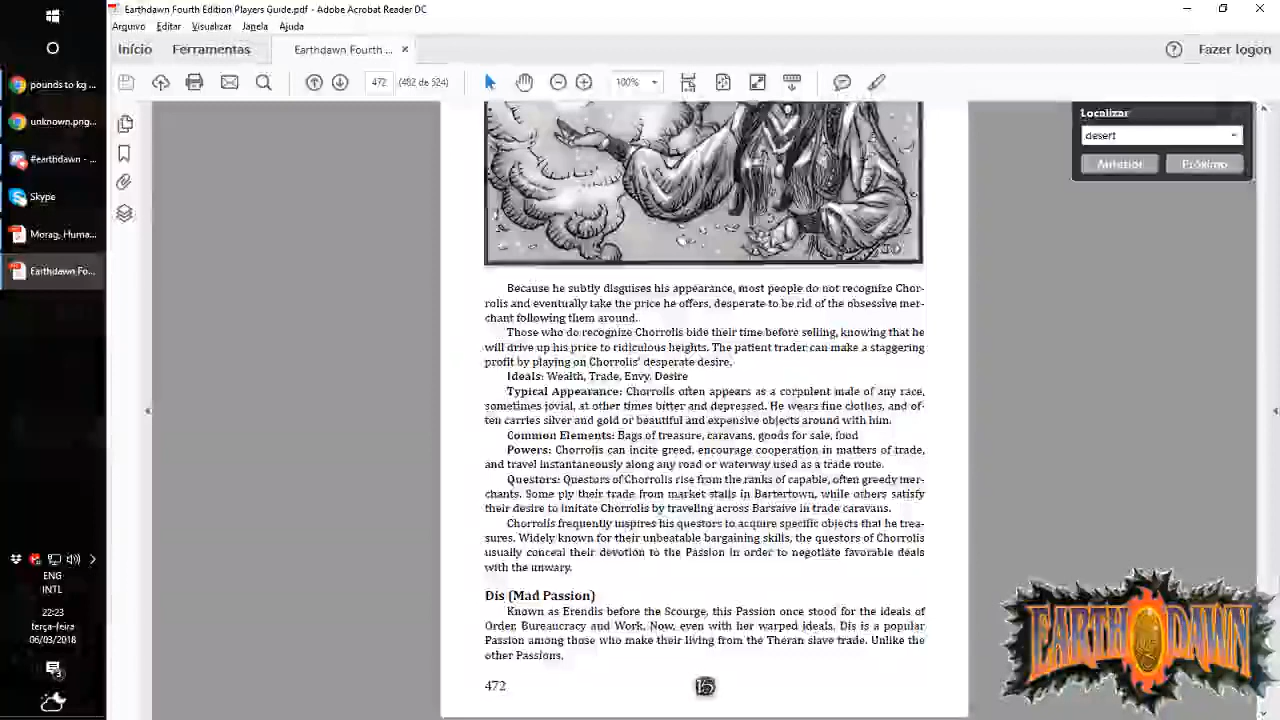 Earthdawn Fourth Edition Players Guide.pdf - Adobe Acrobat Reader DC
Arquivo Editar Visualizar Janela Ajuda
Início Ferramentas Earthdawn Fourth ... × Fazer logon
472 (482 de 524) 100%
Localizar
desert
Anterior Próximo
pounds to kg ...
unknown.png...
#earthdawn - ...
Skype
Morag, Huma...
Earthdawn Fo...
Because he subtly disguises his appearance, most people do not recognize Chor-
rolis and eventually take the price he offers, desperate to be rid of the obsessive mer-
chant following them around.
Those who do recognize Chorrolis bide their time before selling, knowing that he
will drive up his price to ridiculous heights. The patient trader can make a staggering
profit by playing on Chorrolis’ desperate desire.
Ideals: Wealth, Trade, Envy, Desire
Typical Appearance: Chorrolis often appears as a corpulent male of any race,
sometimes jovial, at other times bitter and depressed. He wears fine clothes, and of-
ten carries silver and gold or beautiful and expensive objects around with him.
Common Elements: Bags of treasure, caravans, goods for sale, food
Powers: Chorrolis can incite greed, encourage cooperation in matters of trade,
and travel instantaneously along any road or waterway used as a trade route.
Questors: Questors of Chorrolis rise from the ranks of capable, often greedy mer-
chants. Some ply their trade from market stalls in Bartertown, while others satisfy
their desire to imitate Chorrolis by traveling across Barsaive in trade caravans.
Chorrolis frequently inspires his questors to acquire specific objects that he trea-
sures. Widely known for their unbeatable bargaining skills, the questors of Chorrolis
usually conceal their devotion to the Passion in order to negotiate favorable deals
with the unwary.
Dis (Mad Passion)
Known as Erendis before the Scourge, this Passion once stood for the ideals of
Order, Bureaucracy and Work. Now, even with her warped ideals, Dis is a popular
Passion among those who make their living from the Theran slave trade. Unlike the
other Passions,
472 15
ENG
INTL
22:23
terça-feira
06/03/2018
3
EARTHDAWN